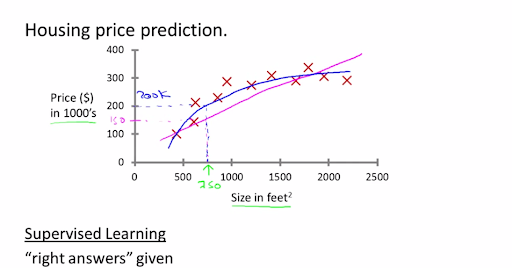 Housing price prediction.
400
300
200
100
0
200K
150
Price ($)
in 1000's
0
500
1000
1500
2000
2500
750
Size in feet²
Supervised Learning
“right answers” given